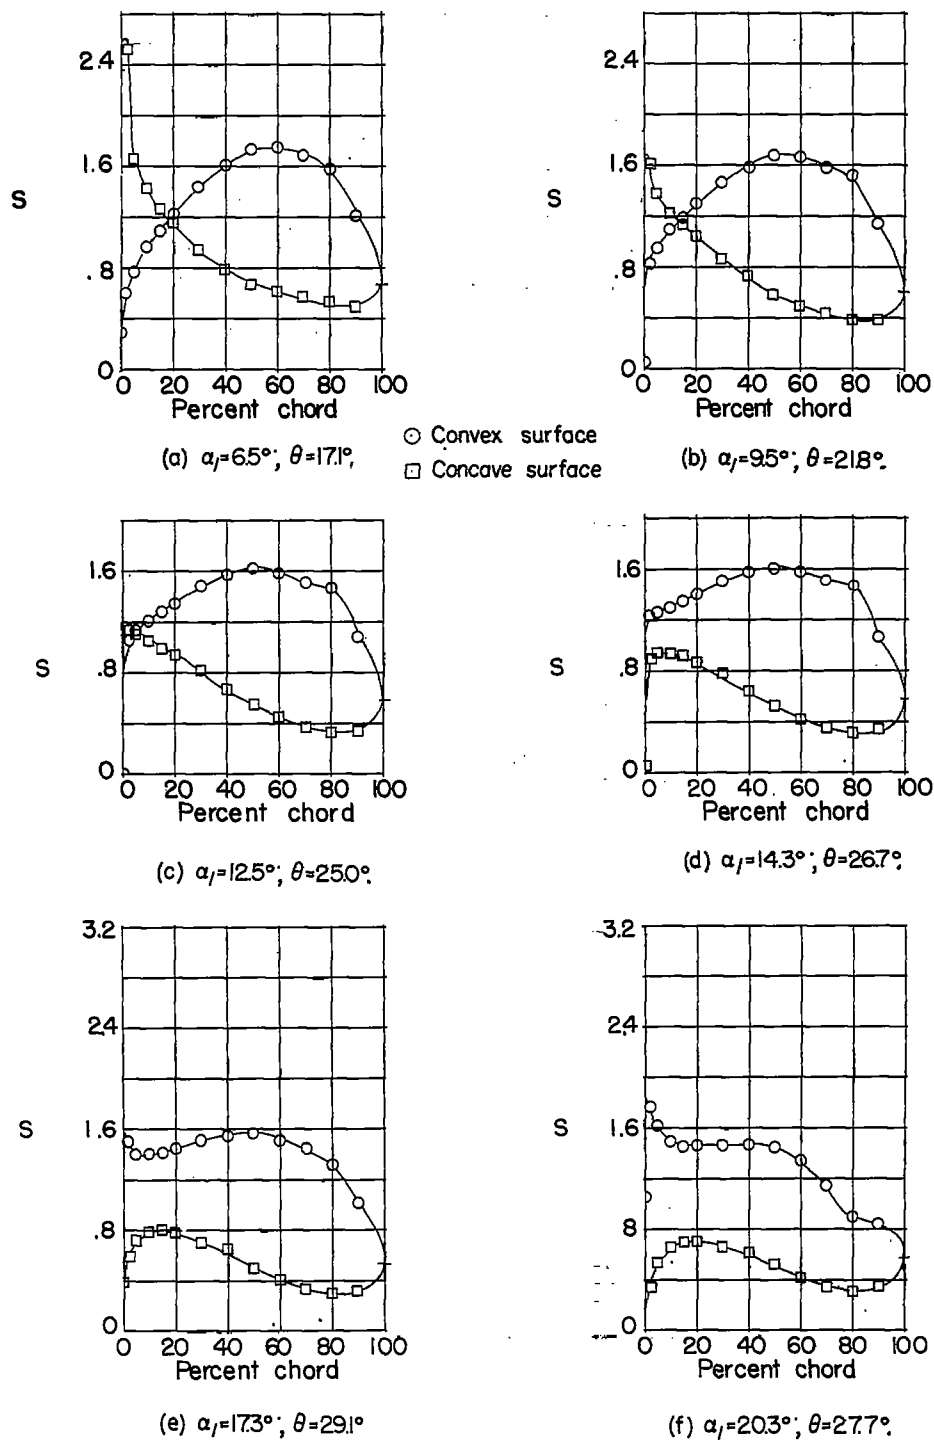 2.4
1.6
S
.8
0
0 20 40 60 80 100
Percent chord
(a) α₁=6.5°; θ=17.1°.
2.4
1.6
S
.8
0
0 20 40 60 80 100
Percent chord
(b) α₁=9.5°; θ=21.8°.
○ Convex surface
□ Concave surface
1.6
S
.8
0
0 20 40 60 80 100
Percent chord
(c) α₁=12.5°; θ=25.0°.
1.6
S
.8
0
0 20 40 60 80 100
Percent chord
(d) α₁=14.3°; θ=26.7°.
3.2
2.4
1.6
S
.8
0
0 20 40 60 80 100
Percent chord
(e) α₁=17.3°; θ=29.1°
3.2
2.4
1.6
S
.8
0
0 20 40 60 80 100
Percent chord
(f) α₁=20.3°; θ=27.7°.